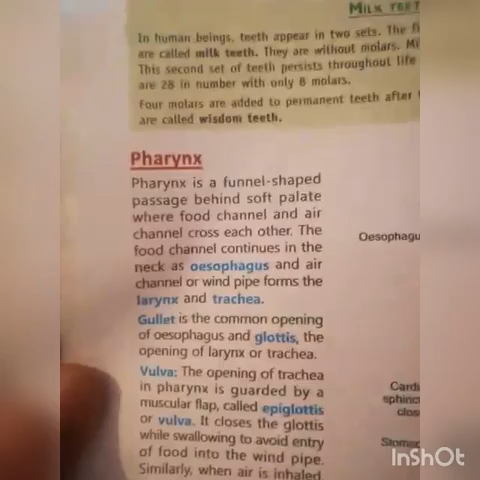 MILK TEET
In human beings, teeth appear in two sets. The fi
are called milk teeth. They are without molars. Mi
This second set of teeth persists throughout life
are 28 in number with only 8 molars.
Four molars are added to permanent teeth after
are called wisdom teeth.
Pharynx
Pharynx is a funnel-shaped
passage behind soft palate
where food channel and air
channel cross each other. The
food channel continues in the
neck as oesophagus and air
channel or wind pipe forms the
larynx and trachea.
Gullet is the common opening
of oesophagus and glottis, the
opening of larynx or trachea.
Vulva: The opening of trachea
in pharynx is guarded by a
muscular flap, called epiglottis
or vulva. It closes the glottis
while swallowing to avoid entry
of food into the wind pipe.
Similarly, when air is inhaled
Oesophagu
Cardi
sphinc
clos
Stomac
InShOt